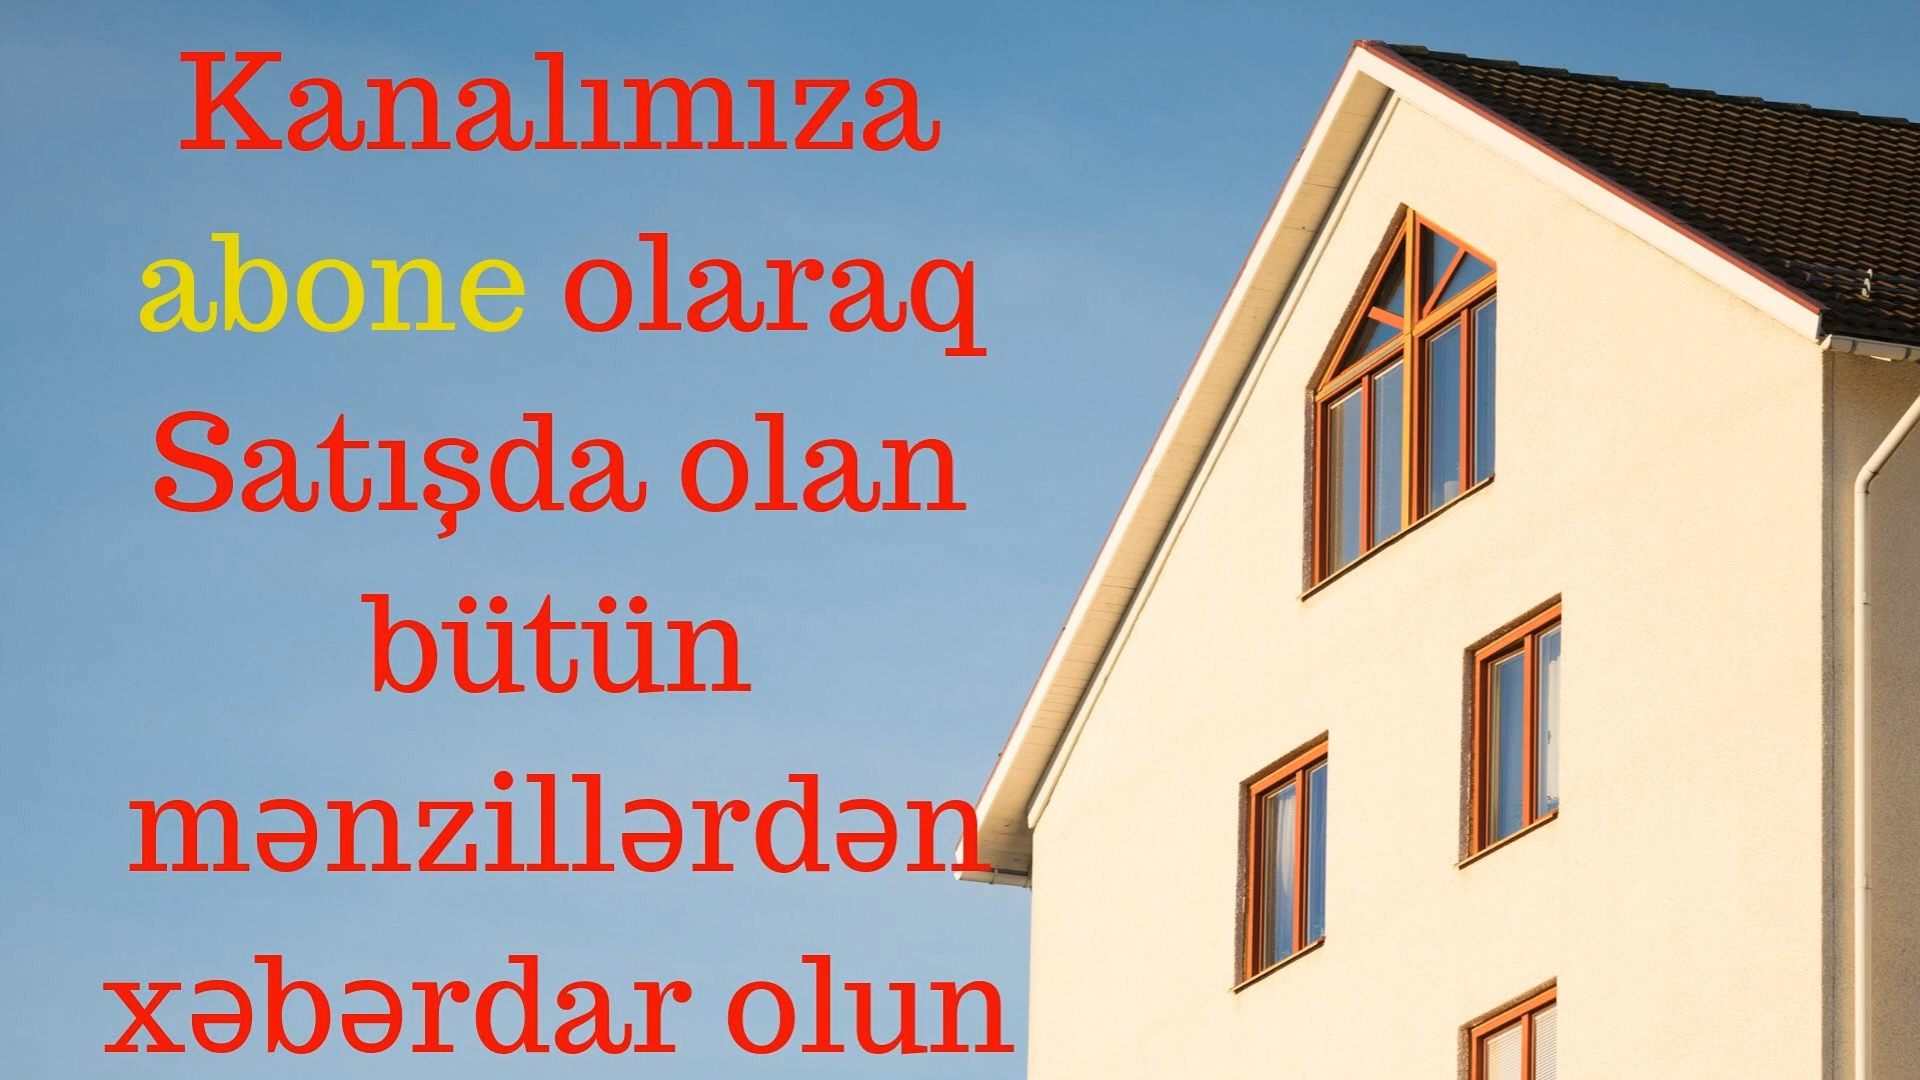 Kanalımıza
abone olaraq
Satışda olan
bütün
mənzillərdən
xəbərdar olun